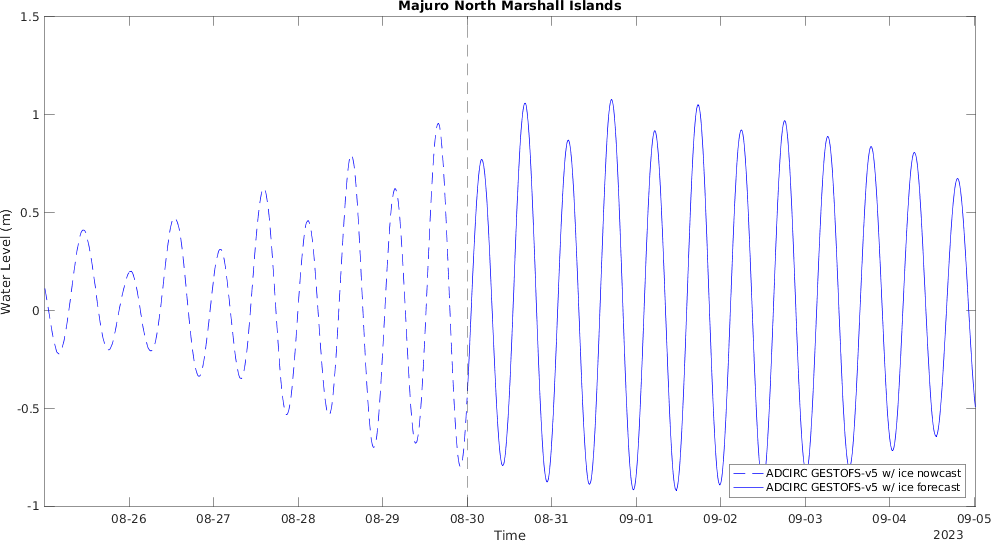 Majuro North Marshall Islands
1.5
1
0.5
0
-0.5
-1
Water Level (m)
ADCIRC GESTOFS-v5 w/ ice nowcast
ADCIRC GESTOFS-v5 w/ ice forecast
08-26 08-27 08-28 08-29 08-30 08-31 09-01 09-02 09-03 09-04 09-05
Time
2023